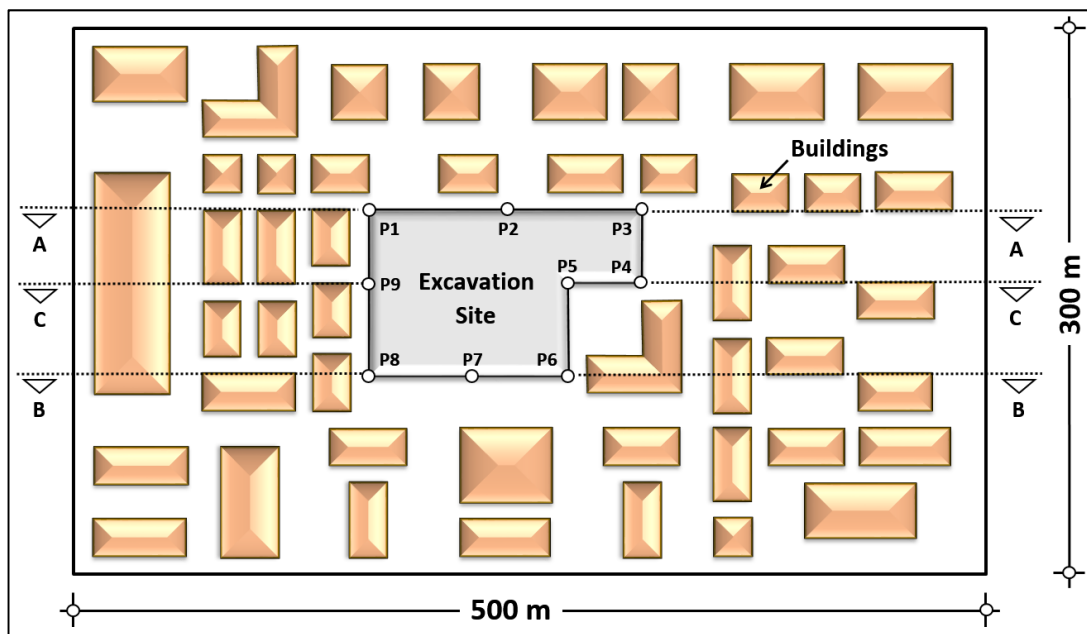 Buildings
A
P1
P2
P3
A
P5
P4
C
P9
Excavation
Site
C
P8
P7
P6
B
B
300 m
500 m